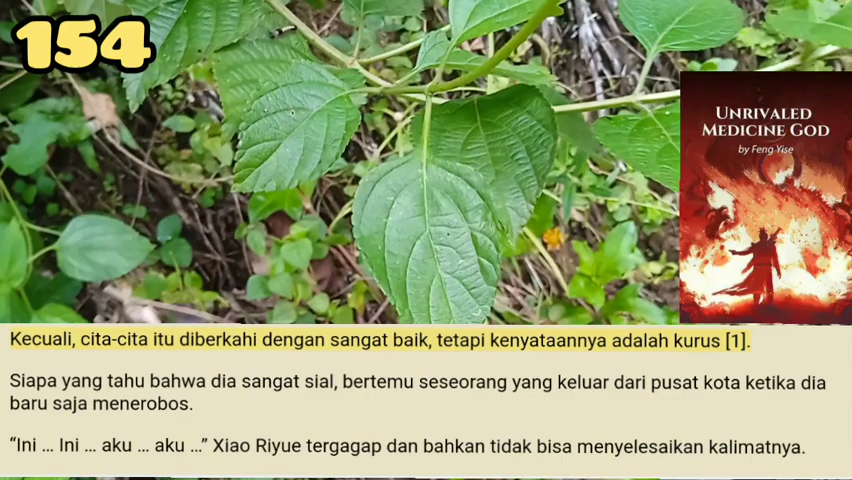 154
UNRIVALED
MEDICINE GOD
by Feng Yise
Kecuali, cita-cita itu diberkahi dengan sangat baik, tetapi kenyataannya adalah kurus [1].
Siapa yang tahu bahwa dia sangat sial, bertemu seseorang yang keluar dari pusat kota ketika dia
baru saja menerobos.
“Ini ... Ini ... aku ... aku ...” Xiao Riyue tergagap dan bahkan tidak bisa menyelesaikan kalimatnya.